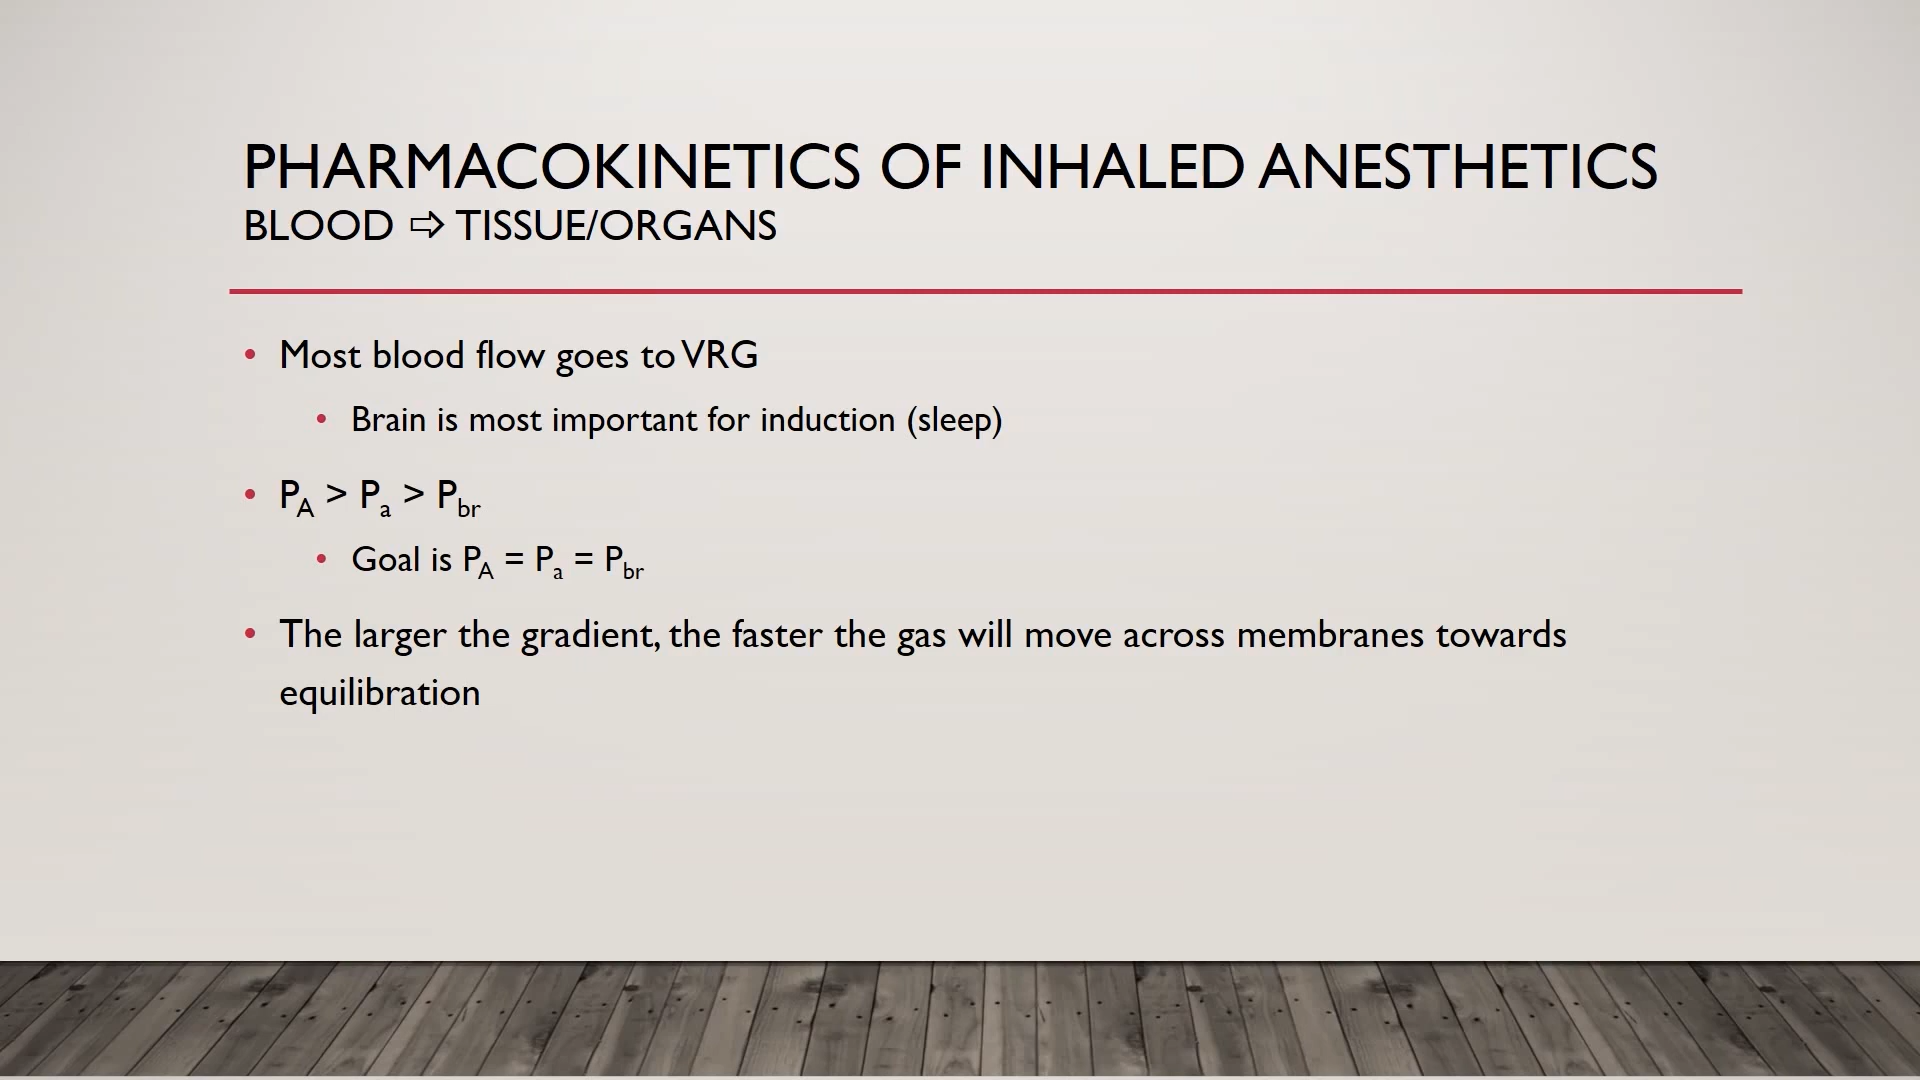 PHARMACOKINETICS OF INHALED ANESTHETICS
BLOOD ⇨ TISSUE/ORGANS
• Most blood flow goes to VRG
• Brain is most important for induction (sleep)
• P_A > P_a > P_br
• Goal is P_A = P_a = P_br
• The larger the gradient, the faster the gas will move across membranes towards
equilibration